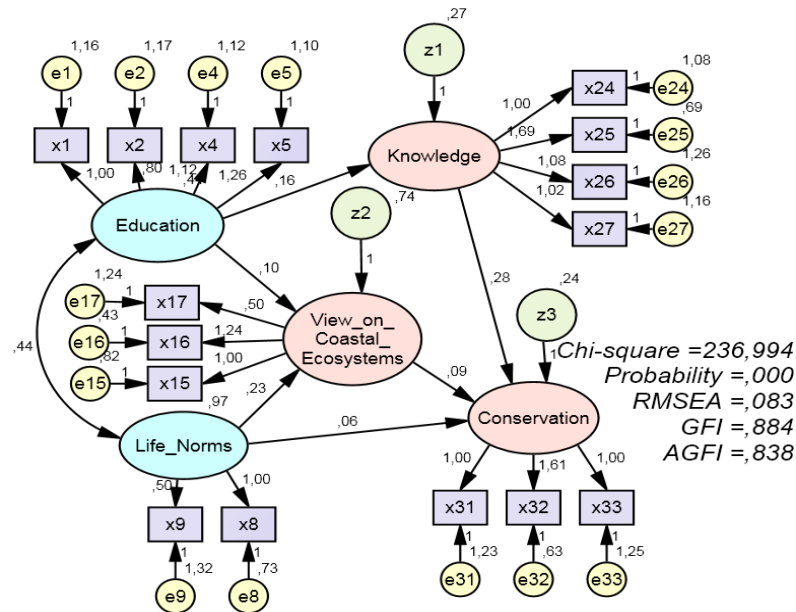 ,27
1,16 1,17 1,12 1,10
e1 e2 e4 e5 z1
1,08
1 1 1 1 1
x24 1 e24
1,00 ,69
x1 x2 x4 x5 1,69 x25 1 e25
1,26
1,00 ,80 1,12 1,26 ,16 Knowledge 1,08 x26 1 e26
,4
1,02 1,16
,74 x27 1 e27
Education z2
,10 1 ,28 ,24
1,24
e17 1 x17 ,50 z3
,43
e16 1 x16 1,24 View_on_
Coastal_
Ecosystems
,44 ,82
e15 1 x15 1,00 ,09 1
Chi-square =236,994
Probability =,000
RMSEA =,083
GFI =,884
AGFI =,838
,97 ,23
Life_Norms ,06 Conservation
,50 1,00 1,00 1,61 1,00
x9 x8 x31 x32 x33
1 1 1 1 1
1,32 ,73 1,23 ,63 1,25
e9 e8 e31 e32 e33